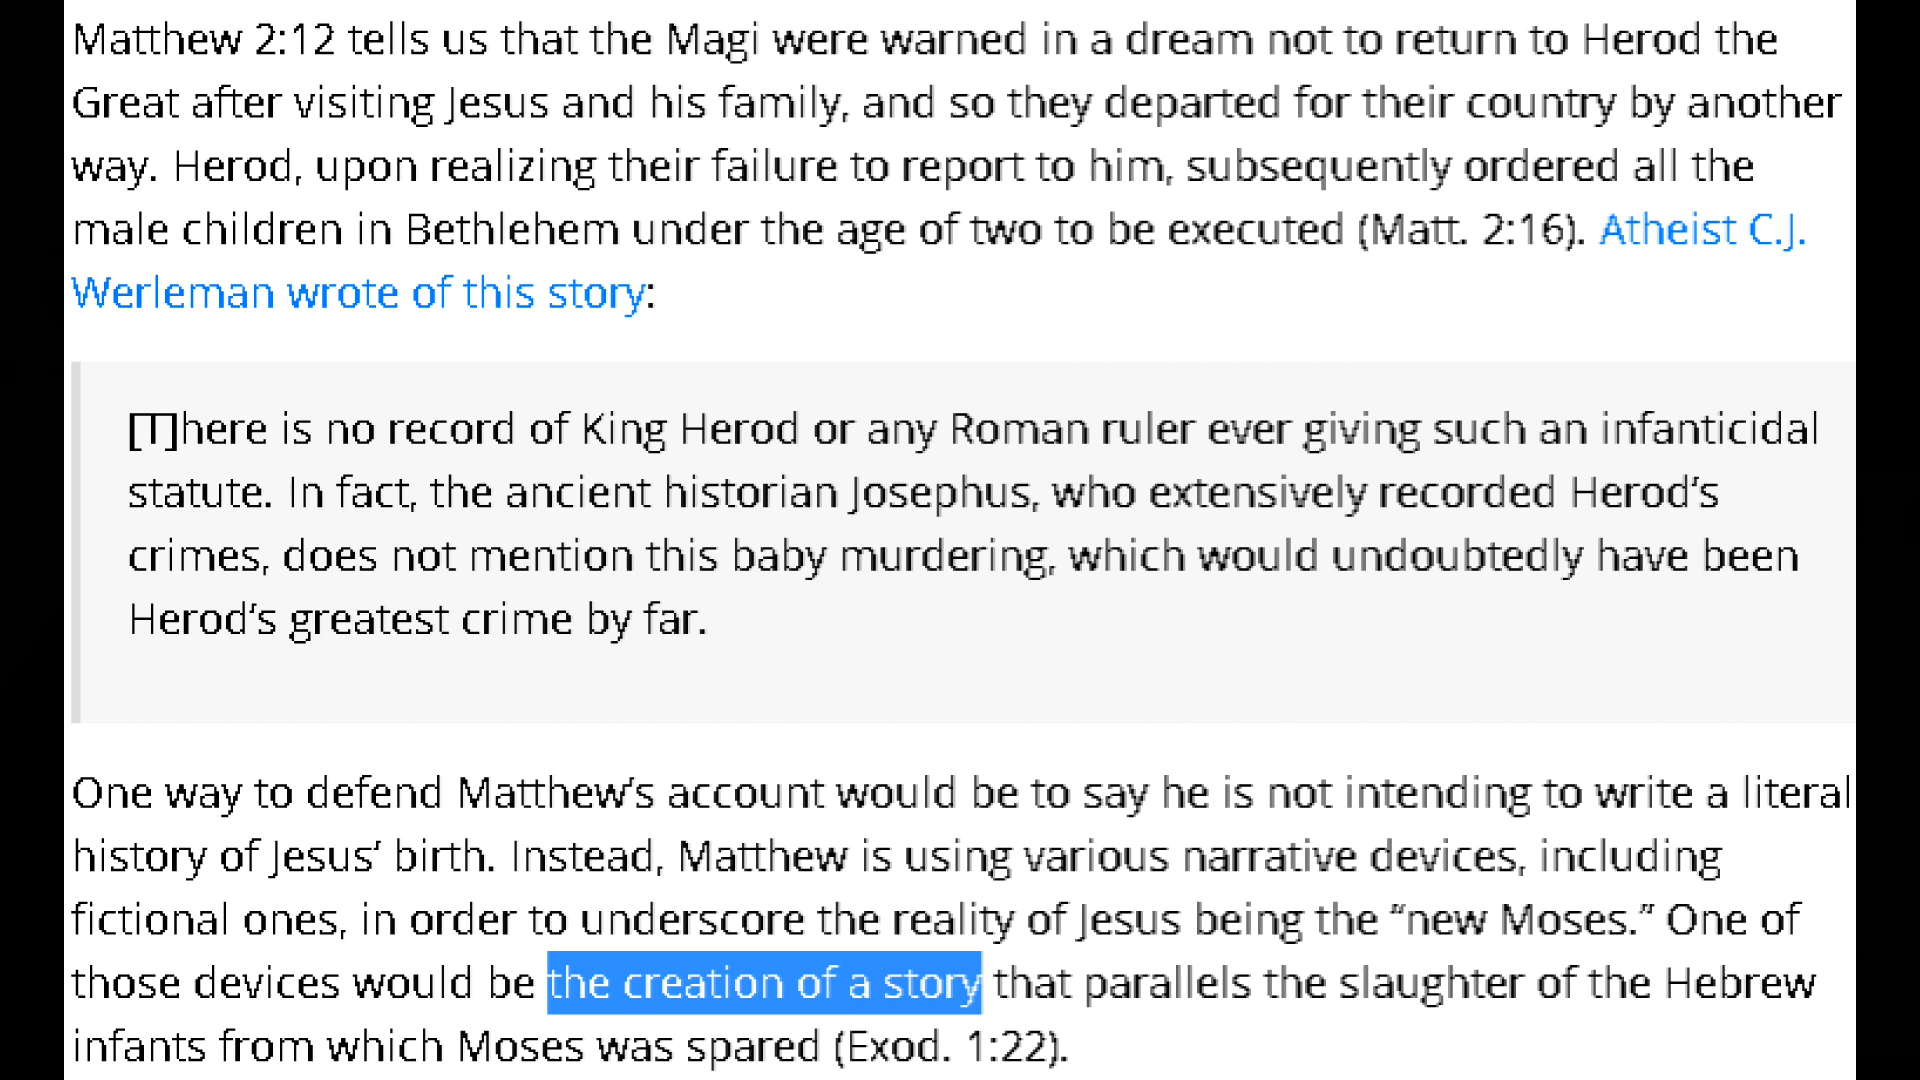 Matthew 2:12 tells us that the Magi were warned in a dream not to return to Herod the
Great after visiting Jesus and his family, and so they departed for their country by another
way. Herod, upon realizing their failure to report to him, subsequently ordered all the
male children in Bethlehem under the age of two to be executed (Matt. 2:16). Atheist C.J.
Werleman wrote of this story:
[T]here is no record of King Herod or any Roman ruler ever giving such an infanticidal
statute. In fact, the ancient historian Josephus, who extensively recorded Herod’s
crimes, does not mention this baby murdering, which would undoubtedly have been
Herod’s greatest crime by far.
One way to defend Matthew’s account would be to say he is not intending to write a literal
history of Jesus’ birth. Instead, Matthew is using various narrative devices, including
fictional ones, in order to underscore the reality of Jesus being the “new Moses.” One of
those devices would be the creation of a story that parallels the slaughter of the Hebrew
infants from which Moses was spared (Exod. 1:22).